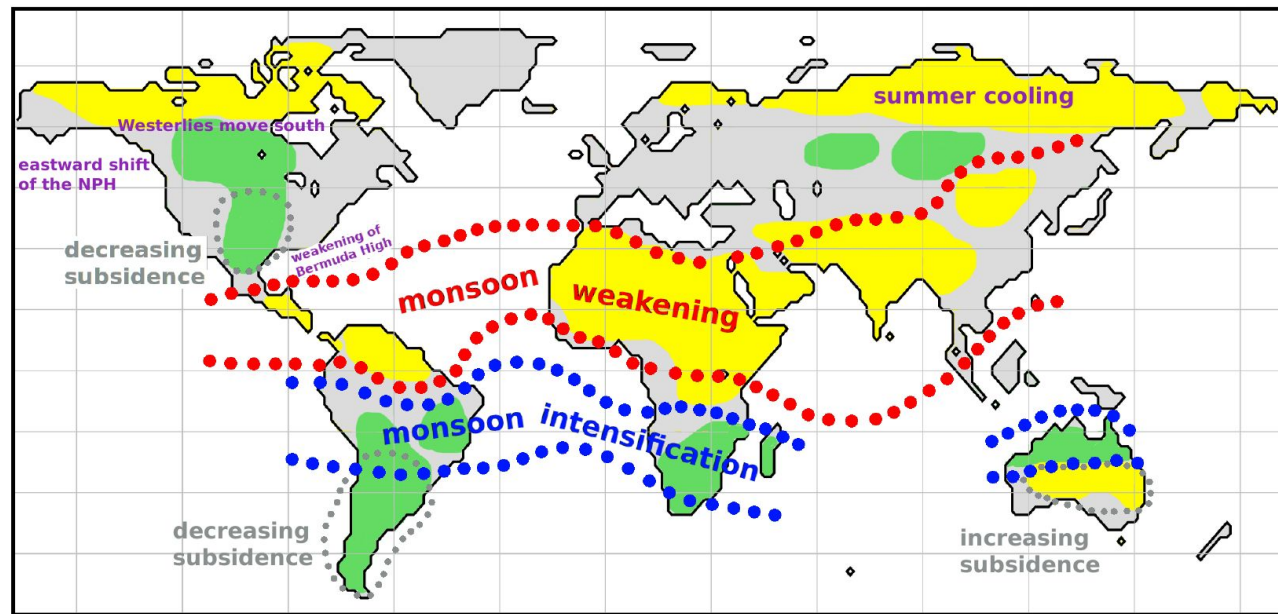 summer cooling
Westerlies move south
eastward shift
of the NPH
decreasing
subsidence
weakening of
Bermuda High
monsoon weakening
monsoon intensification
decreasing
subsidence
increasing
subsidence